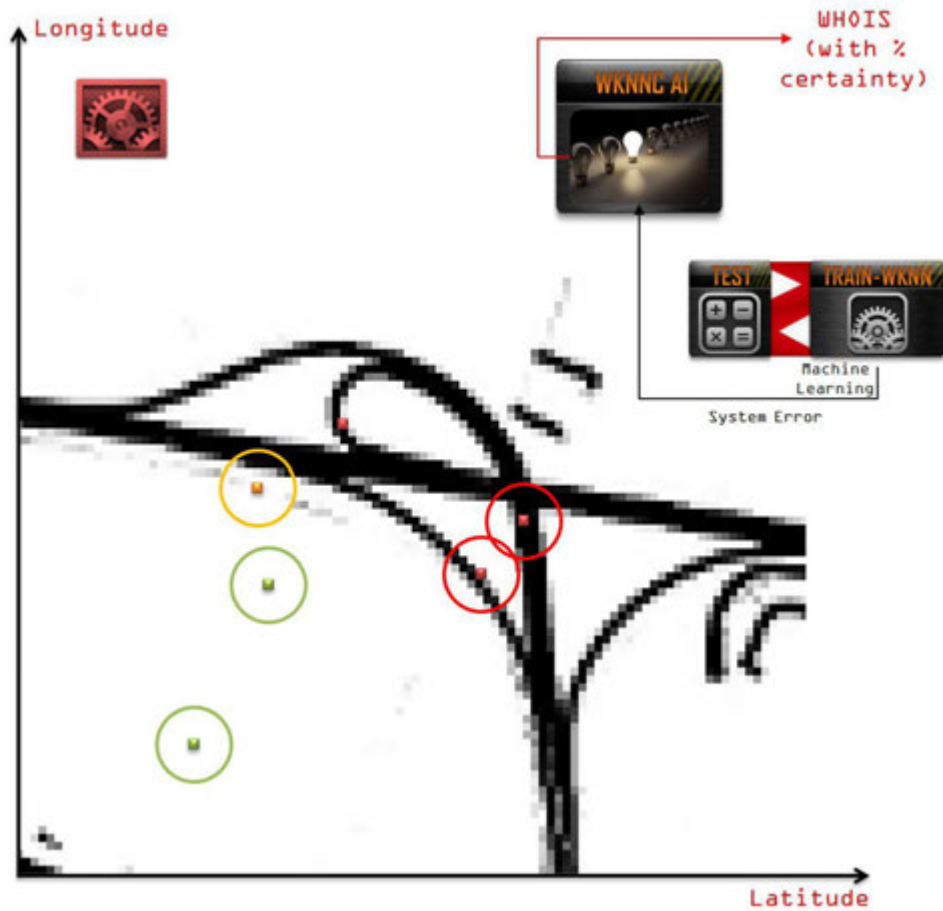 Longitude
WHOIS
(with %
certainty)
WKNNC AI
TEST
TRAIN-WKNN
Machine
Learning
System Error
Latitude